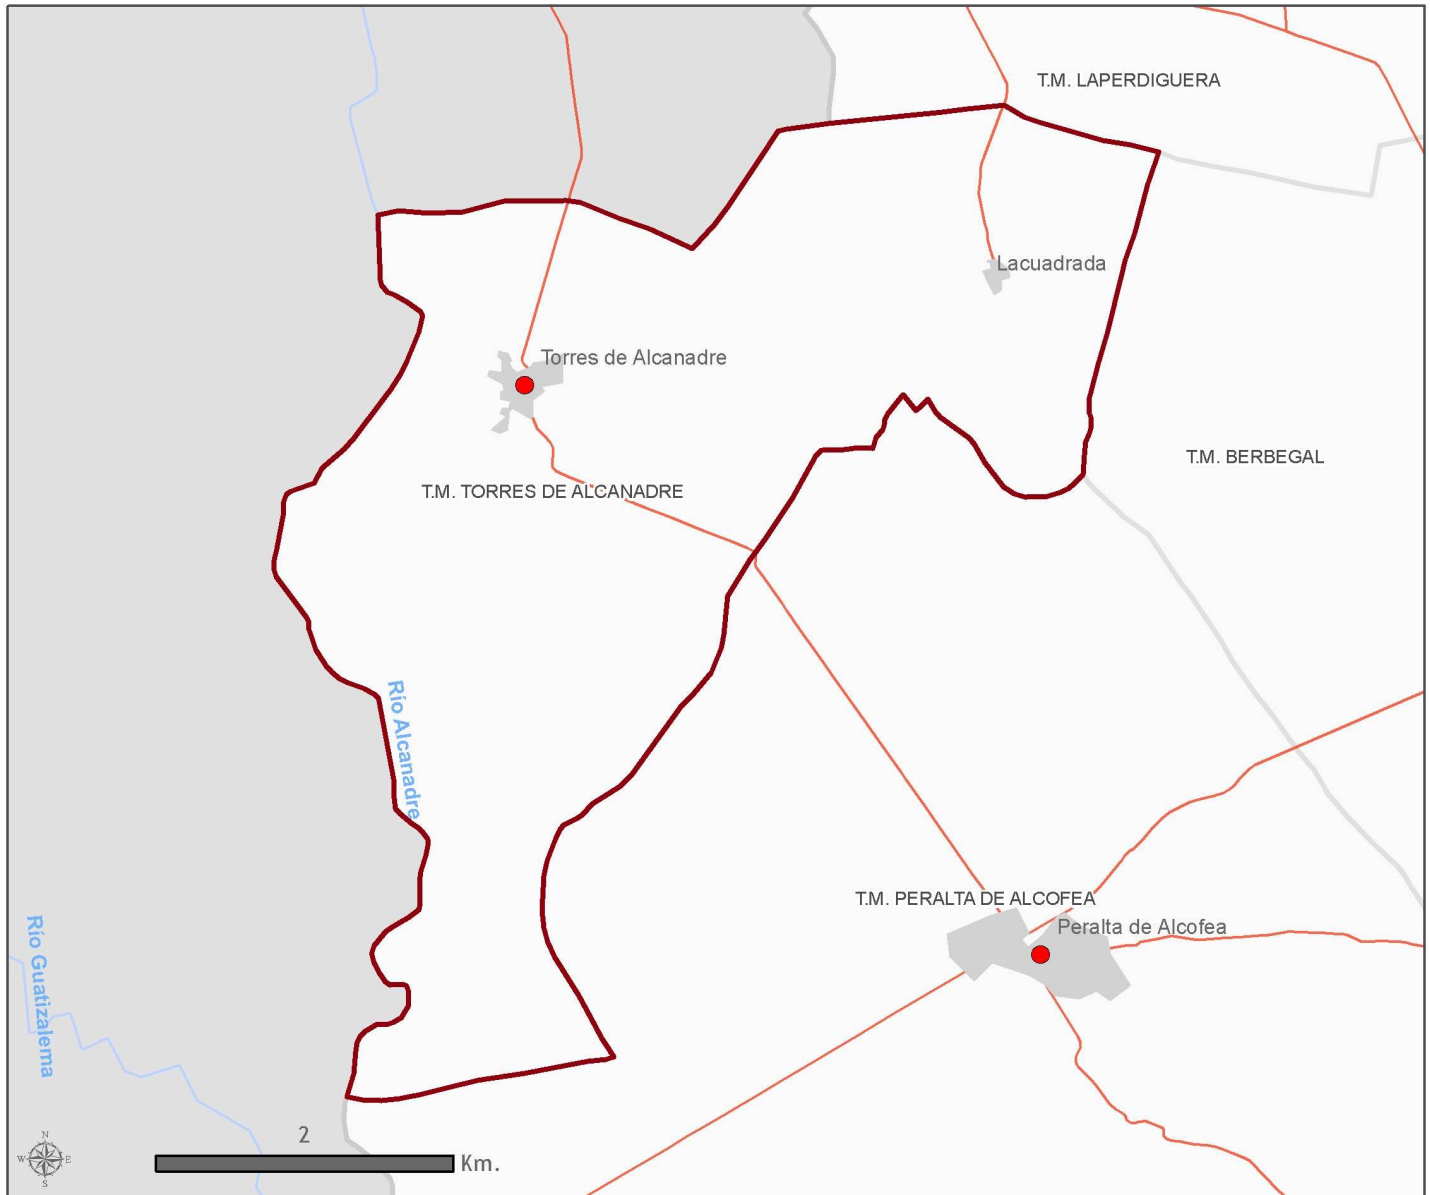 T.M. LAPERDIGUERA
Lacuadrada
Torres de Alcanadre
T.M. BERBEGAL
T.M. TORRES DE ALCANADRE
Río Alcanadre
T.M. PERALTA DE ALCOFEA
Peralta de Alcofea
Río Guatizalema
2
Km.
N
W E
S